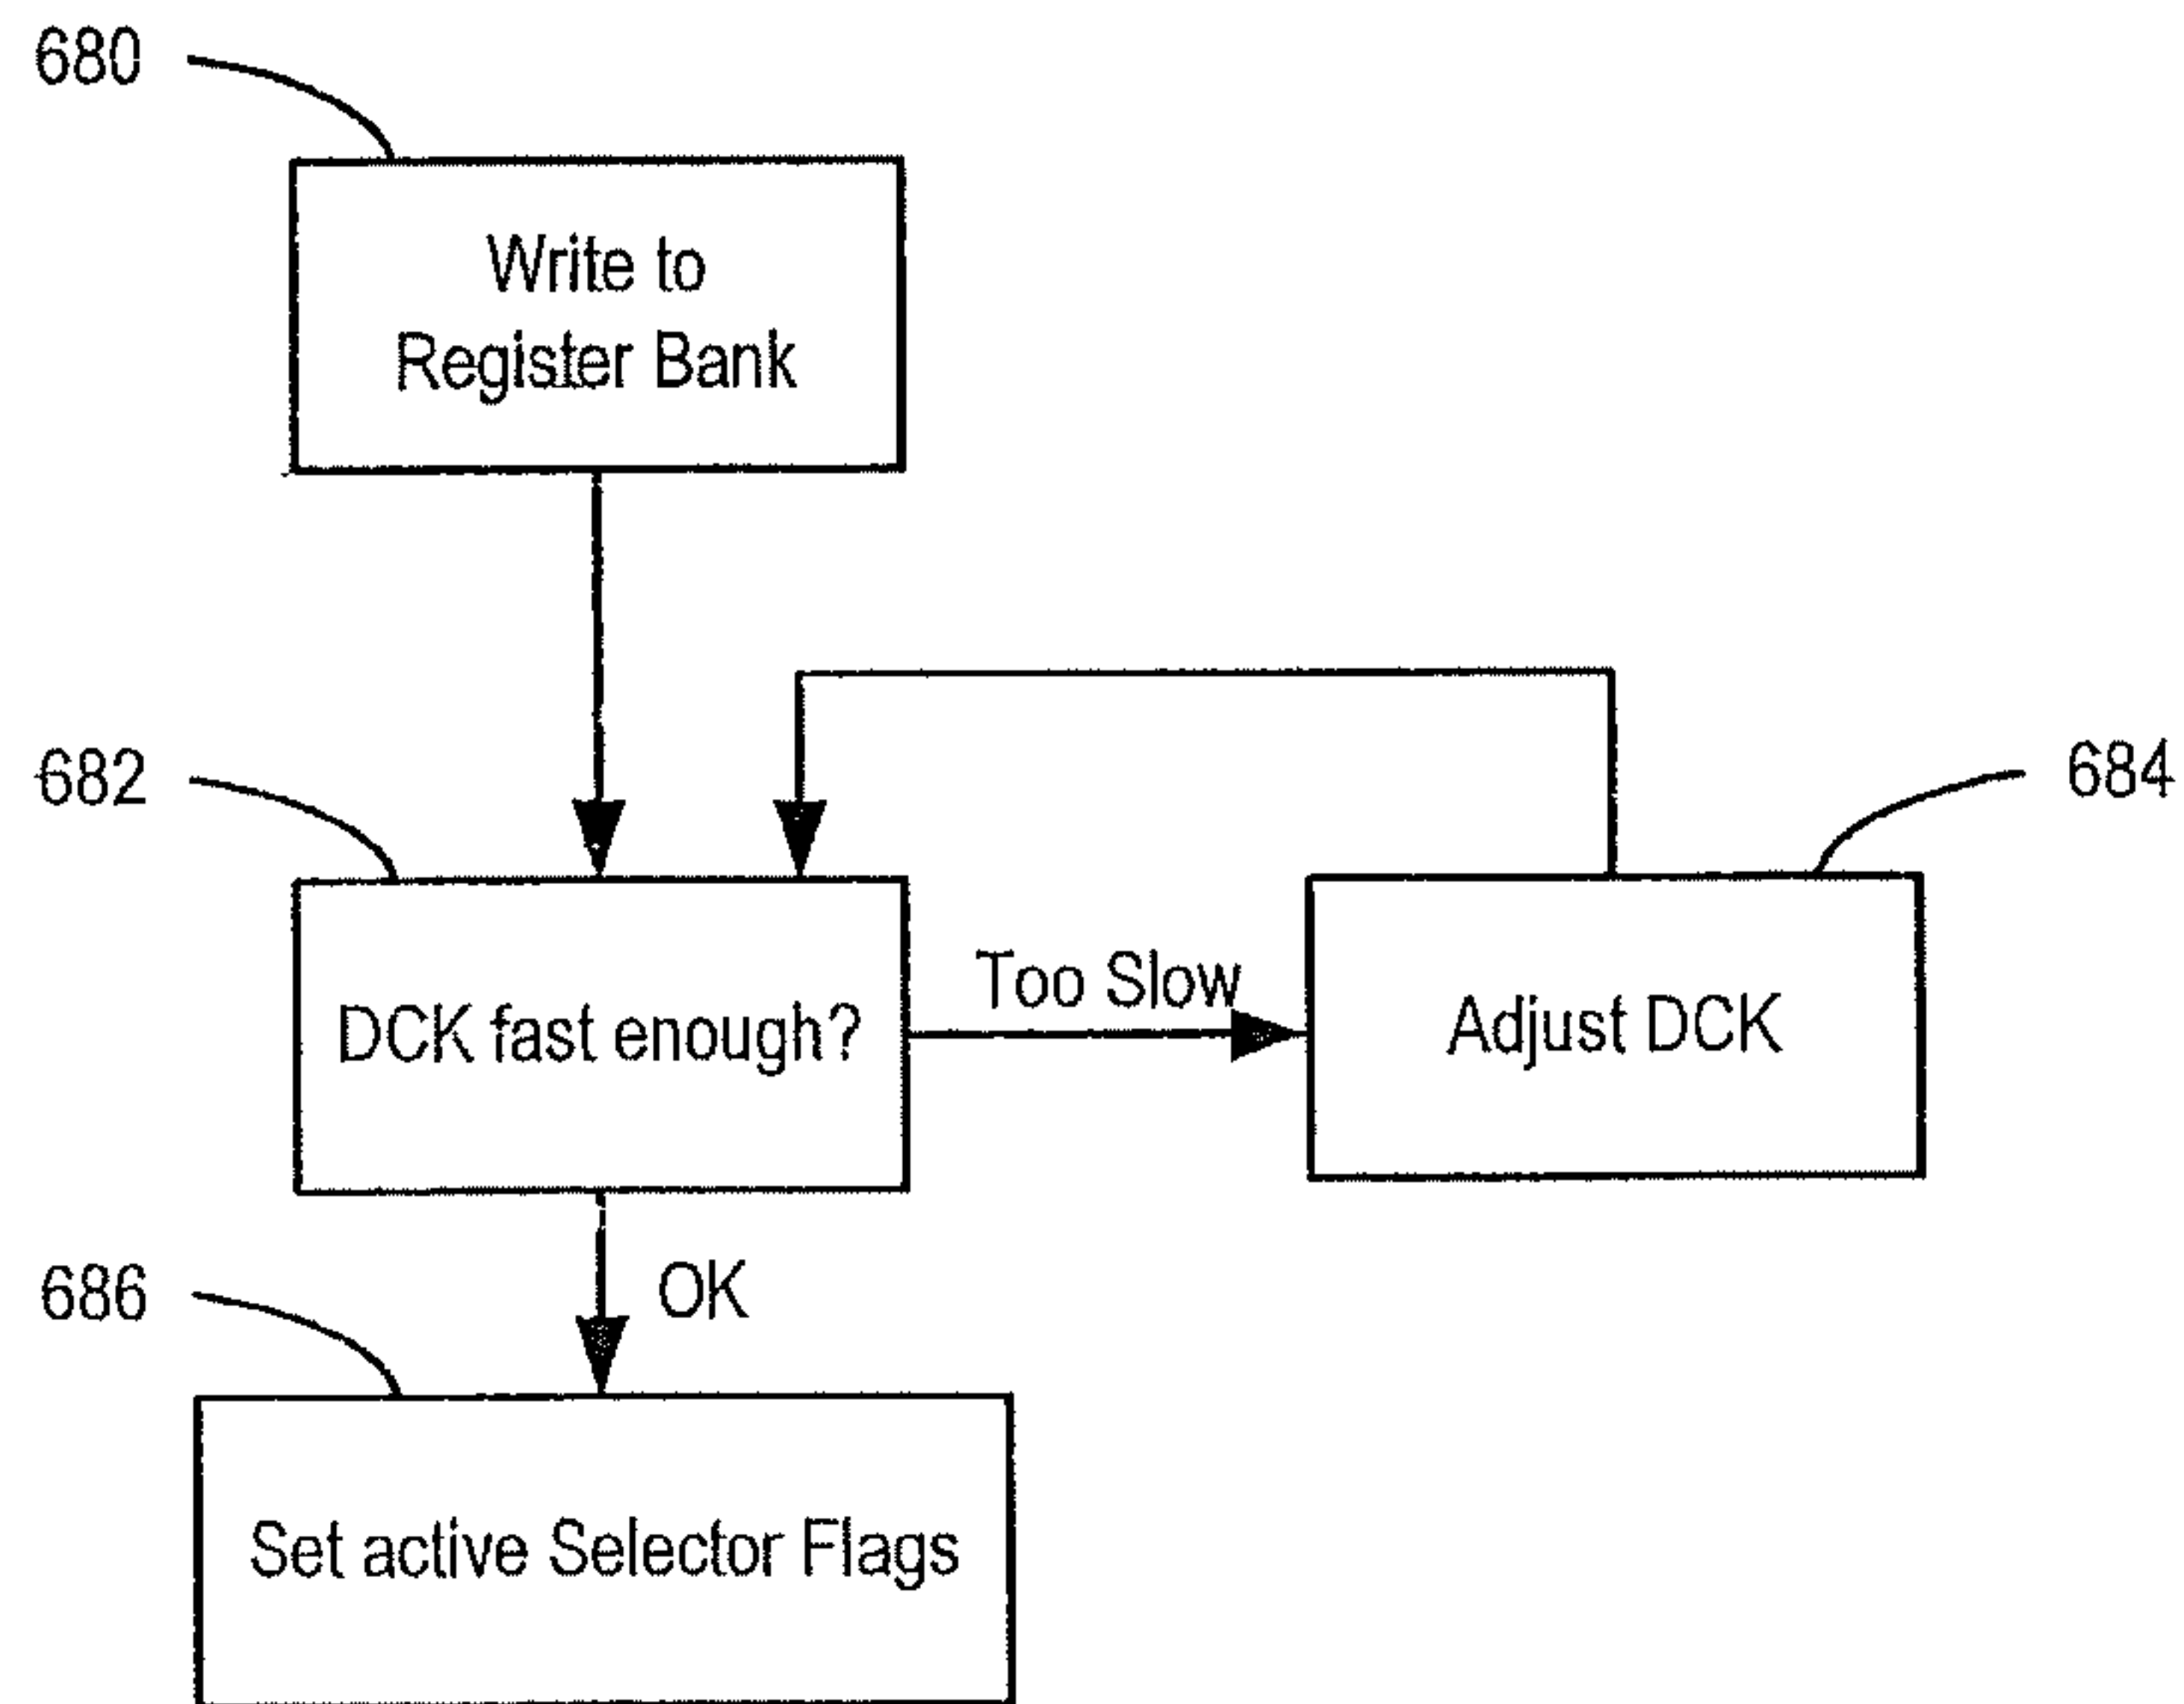 680
Write to
Register Bank
682
684
DCK fast enough?
Too Slow
Adjust DCK
OK
686
Set active Selector Flags